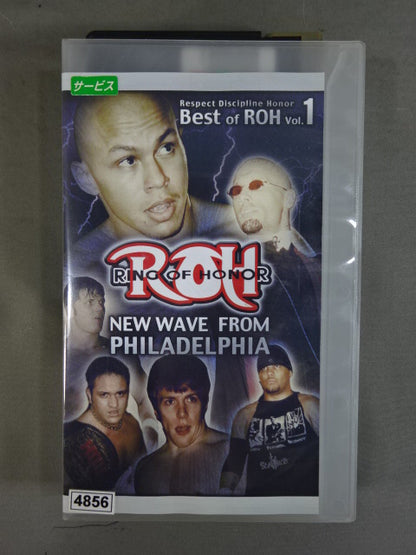 サービス
Respect Discipline Honor
Best of ROH Vol.1
ROH
RING OF HONOR
NEW WAVE FROM
PHILADELPHIA
4856